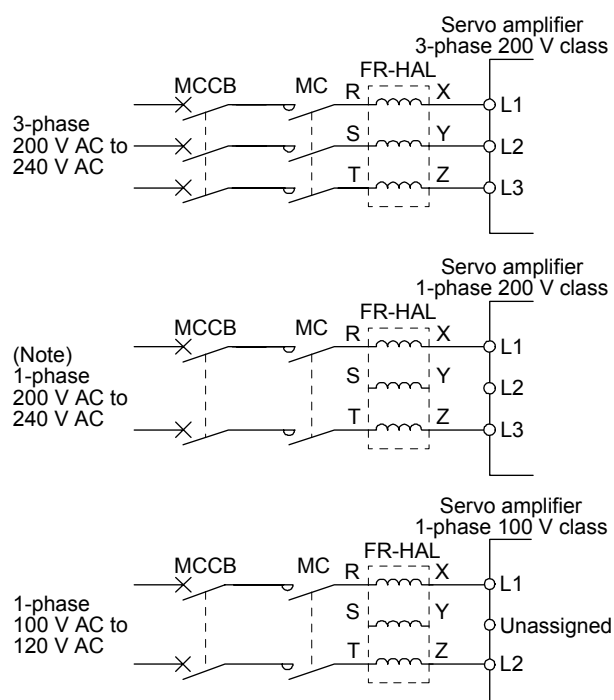 Servo amplifier
3-phase 200 V class
FR-HAL
MCCB
MC
R
X
L1
3-phase
200 V AC to
240 V AC
S
Y
L2
T
Z
L3
Servo amplifier
1-phase 200 V class
FR-HAL
MCCB
MC
R
X
L1
(Note)
1-phase
200 V AC to
240 V AC
S
Y
L2
T
Z
L3
Servo amplifier
1-phase 100 V class
FR-HAL
MCCB
MC
R
X
L1
1-phase
100 V AC to
120 V AC
S
Y
Unassigned
T
Z
L2